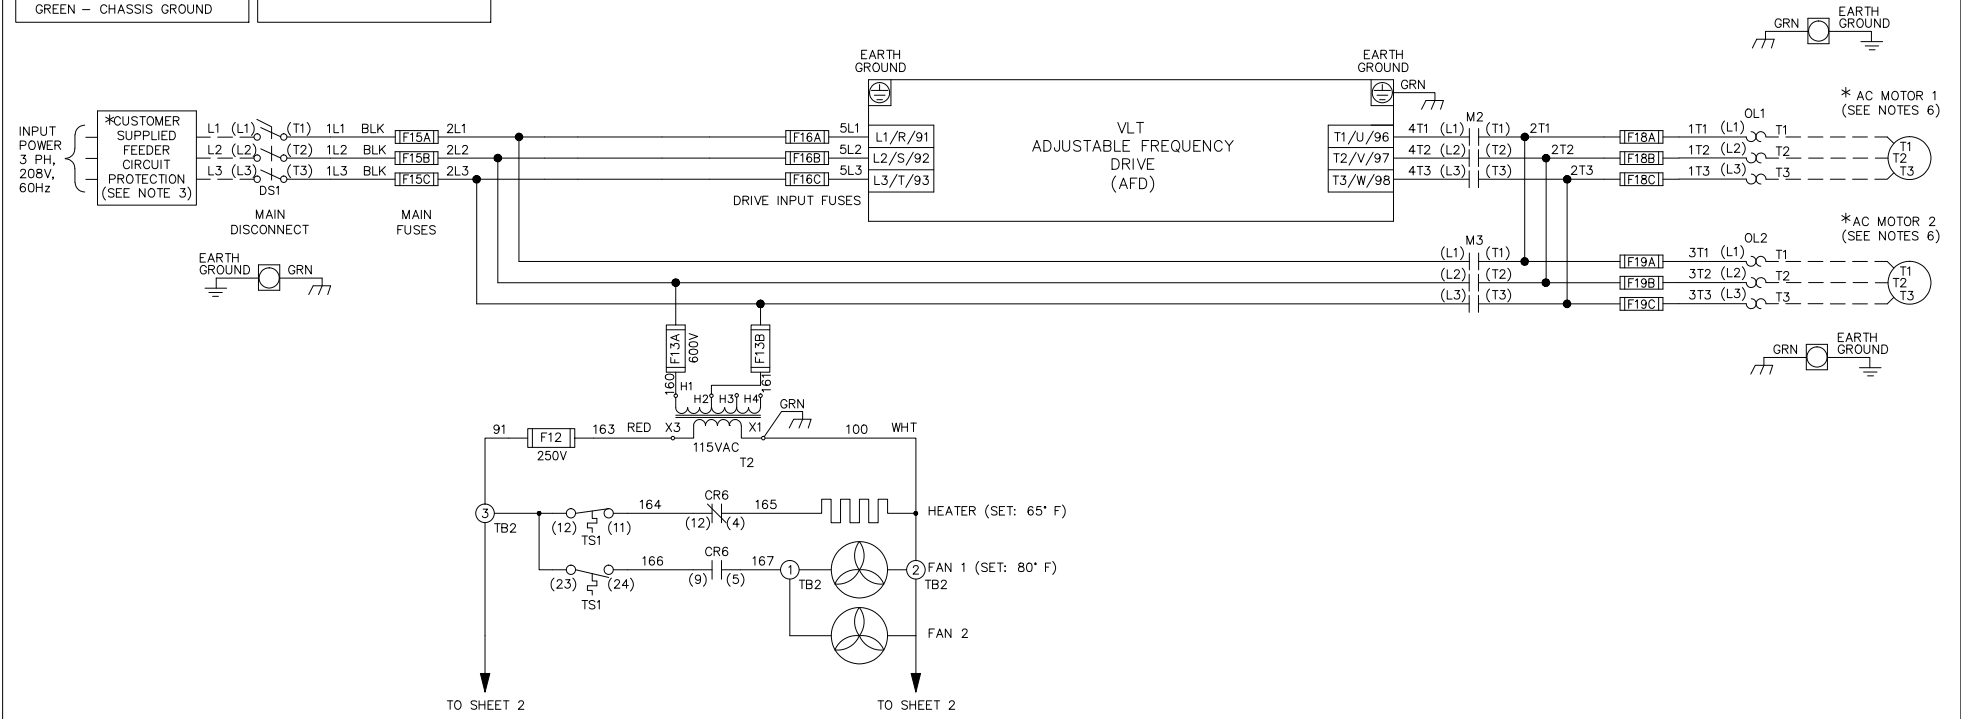 GREEN – CHASSIS GROUND
GRN
EARTH
GROUND
EARTH
GROUND
EARTH
GROUND
GRN
INPUT
POWER
3 PH,
208V,
60Hz
*CUSTOMER
SUPPLIED
FEEDER
CIRCUIT
PROTECTION
(SEE NOTE 3)
L1 (L1) (T1) 1L1 BLK F15A 2L1
L2 (L2) (T2) 1L2 BLK F15B 2L2
L3 (L3) (T3) 1L3 BLK F15C 2L3
DS1
MAIN
DISCONNECT
MAIN
FUSES
F16A 5L1 L1/R/91
F16B 5L2 L2/S/92
F16C 5L3 L3/T/93
DRIVE INPUT FUSES
VLT
ADJUSTABLE FREQUENCY
DRIVE
(AFD)
M2
T1/U/96 4T1 (L1) (T1) 2T1 F18A 1T1 (L1) T1
T2/V/97 4T2 (L2) (T2) 2T2 F18B 1T2 (L2) T2
T3/W/98 4T3 (L3) (T3) 2T3 F18C 1T3 (L3) T3
OL1
* AC MOTOR 1
(SEE NOTES 6)
T1
T2
T3
EARTH
GROUND
GRN
M3
(L1) (T1) F19A 3T1 (L1) T1
(L2) (T2) F19B 3T2 (L2) T2
(L3) (T3) F19C 3T3 (L3) T3
OL2
*AC MOTOR 2
(SEE NOTES 6)
T1
T2
T3
GRN
EARTH
GROUND
F13A
600V
F13B
160
161
H1
H2
H3
H4
GRN
91 F12 163 RED X3 X1 100 WHT
250V
115VAC
T2
3
TB2
(12) (11) 164 CR6 165
TS1
(12) (4)
HEATER (SET: 65° F)
(23) (24) 166 CR6 167
TS1
(9) (5)
1
TB2
2
TB2
FAN 1 (SET: 80° F)
FAN 2
TO SHEET 2
TO SHEET 2